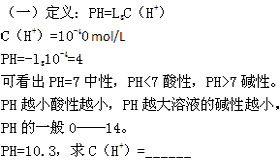 (一)定义:PH=LgC(H⁺)
C(H⁺)=10⁻⁴0 mol/L
PH=-lg10⁻⁴=4
可看出PH=7中性,PH<7酸性,PH>7碱性。
PH越小酸性越小,PH越大溶液的碱性越小,
PH的一般0——14。
PH=10.3,求C(H⁺)=______